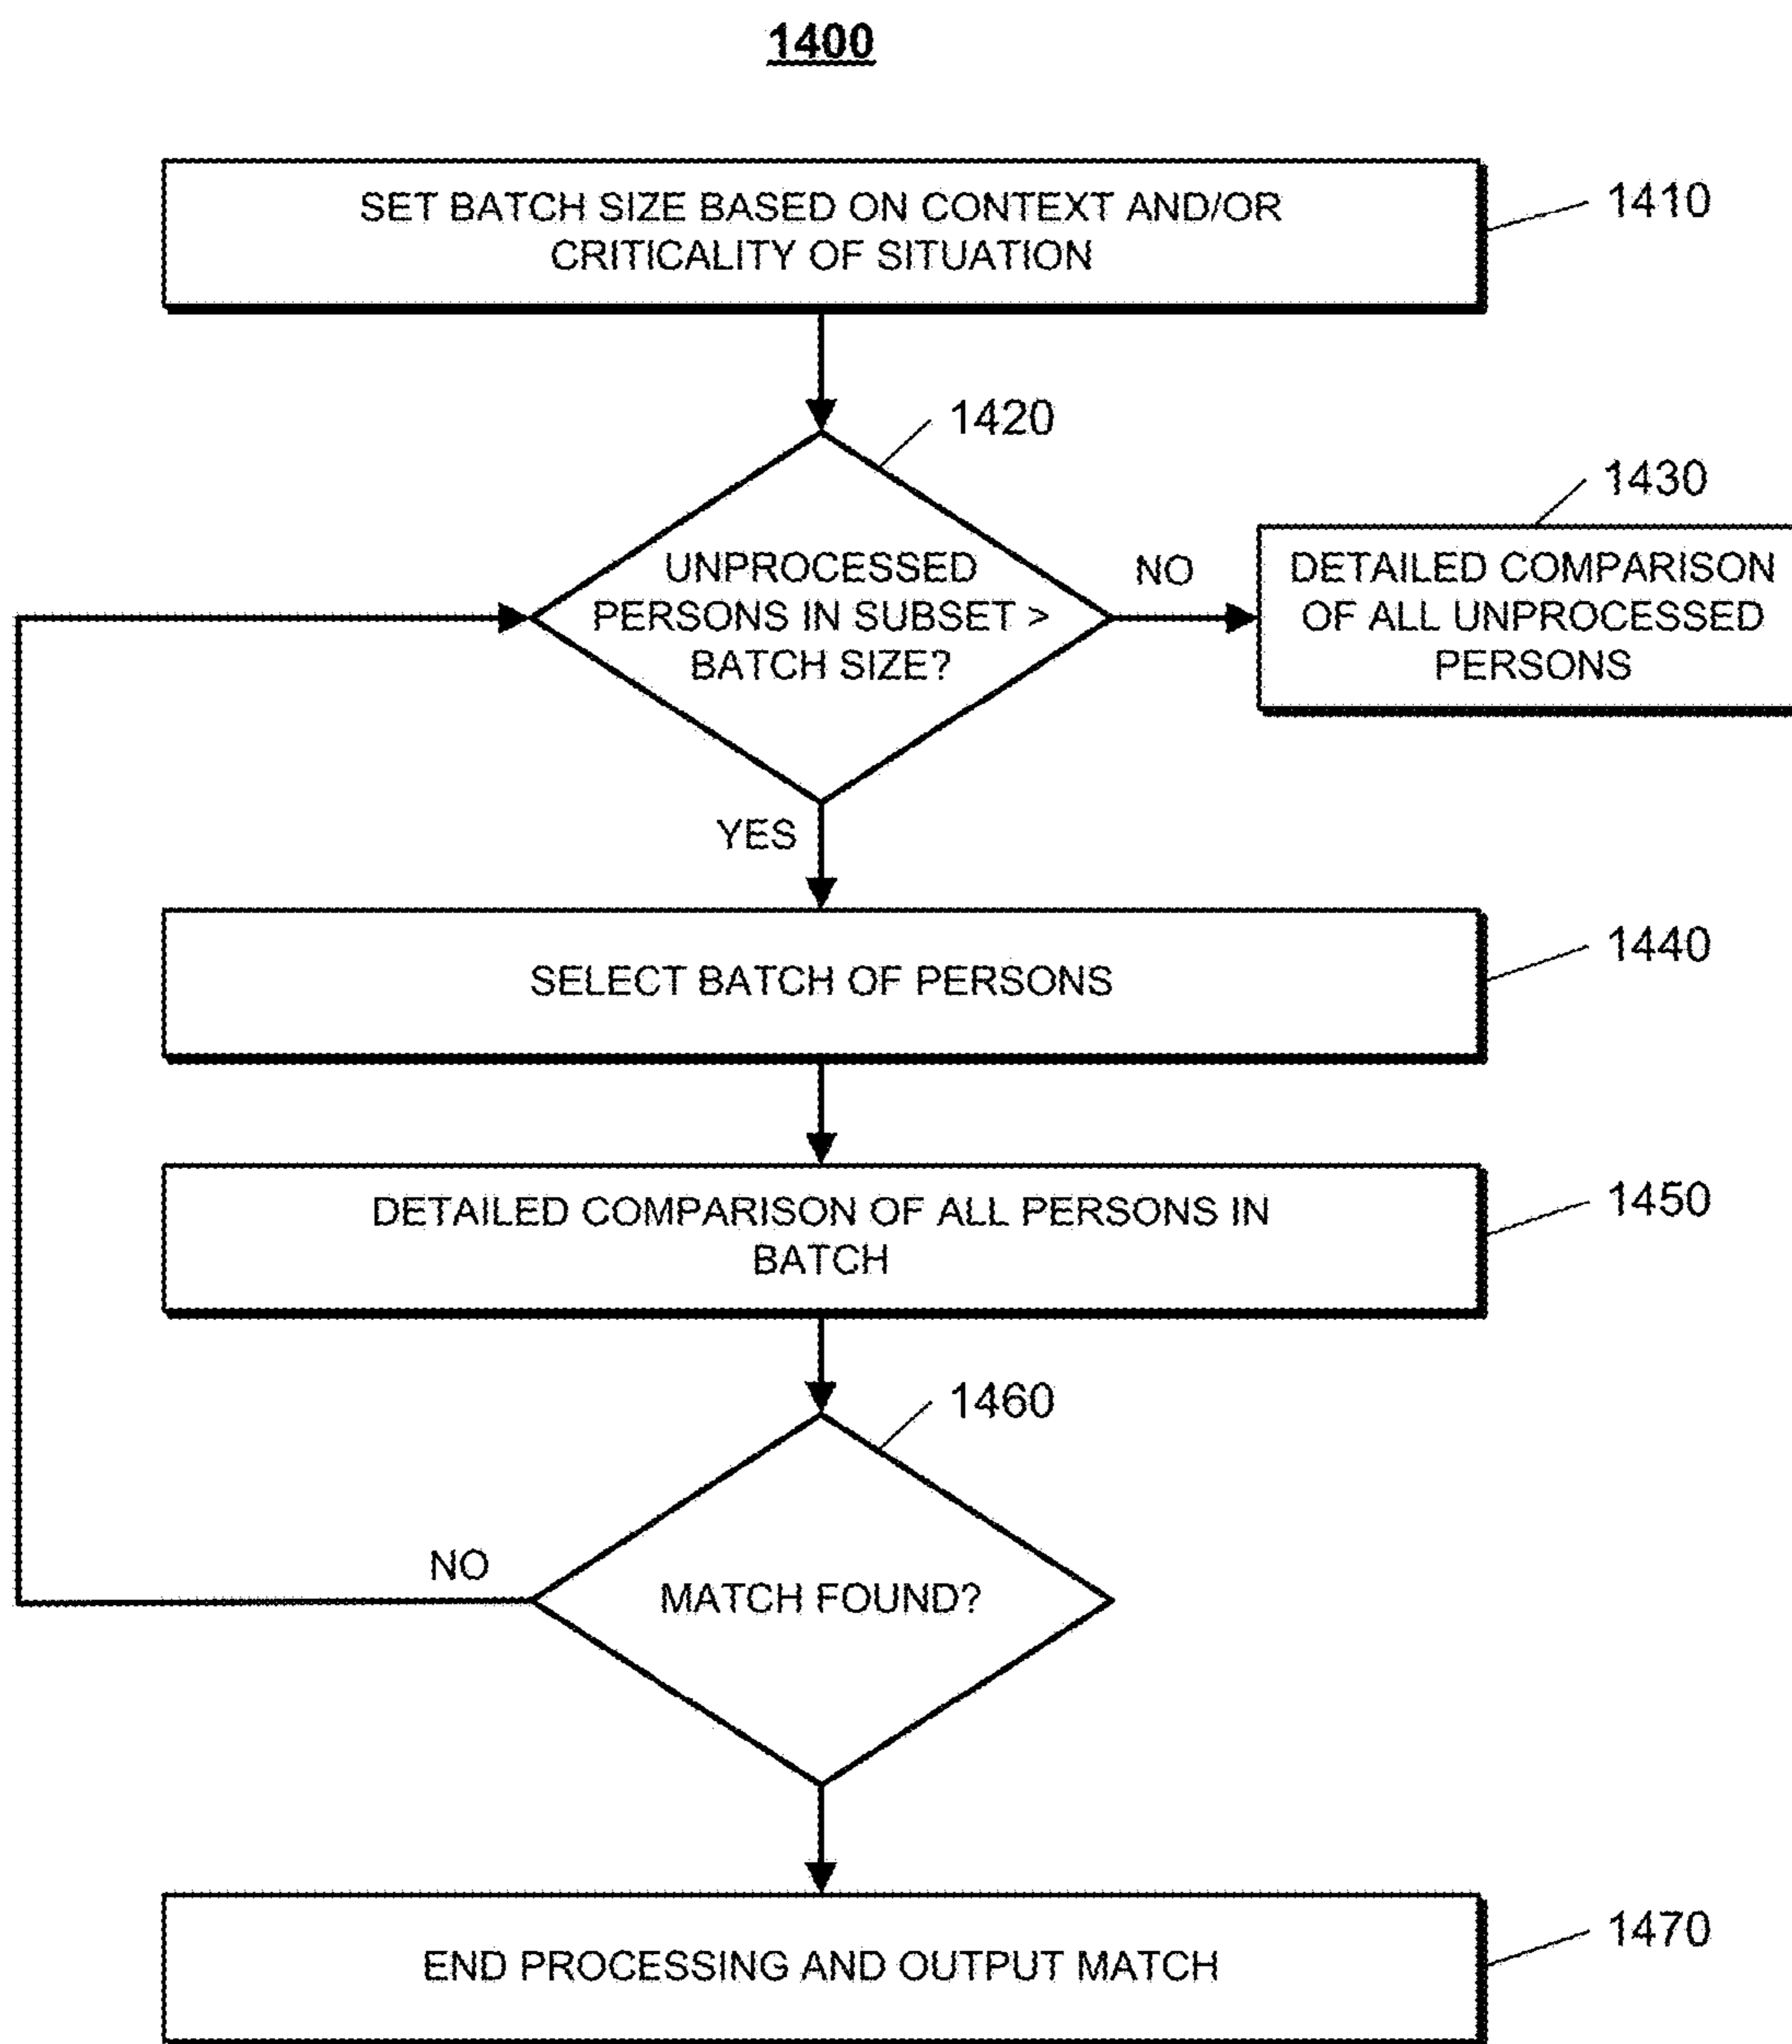 1400
SET BATCH SIZE BASED ON CONTEXT AND/OR
CRITICALITY OF SITUATION
1410
1420
UNPROCESSED
PERSONS IN SUBSET >
BATCH SIZE?
NO
1430
DETAILED COMPARISON
OF ALL UNPROCESSED
PERSONS
YES
SELECT BATCH OF PERSONS
1440
DETAILED COMPARISON OF ALL PERSONS IN
BATCH
1450
1460
MATCH FOUND?
NO
END PROCESSING AND OUTPUT MATCH
1470